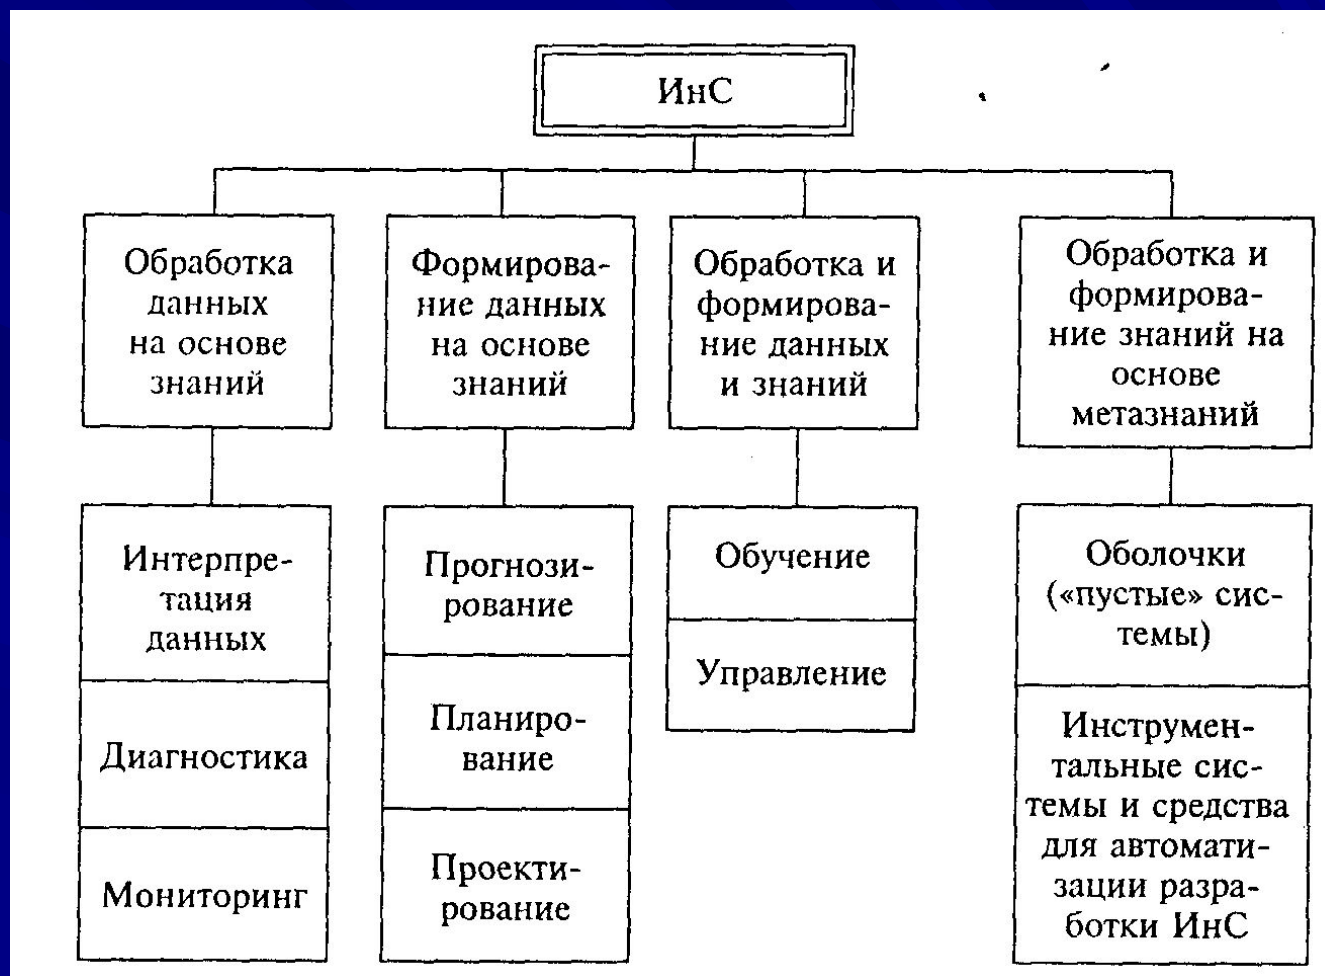 ИнС
Обработка
данных
на основе
знаний
Формирова-
ние данных
на основе
знаний
Обработка и
формирова-
ние данных
и знаний
Обработка и
формирова-
ние знаний на
основе
метазнаний
Интерпре-
тация
данных
Диагностика
Мониторинг
Прогнози-
рование
Планиро-
вание
Проекти-
рование
Обучение
Управление
Оболочки
(«пустые» сис-
темы)
Инструмен-
тальные сис-
темы и средства
для автомати-
зации разра-
ботки ИнС